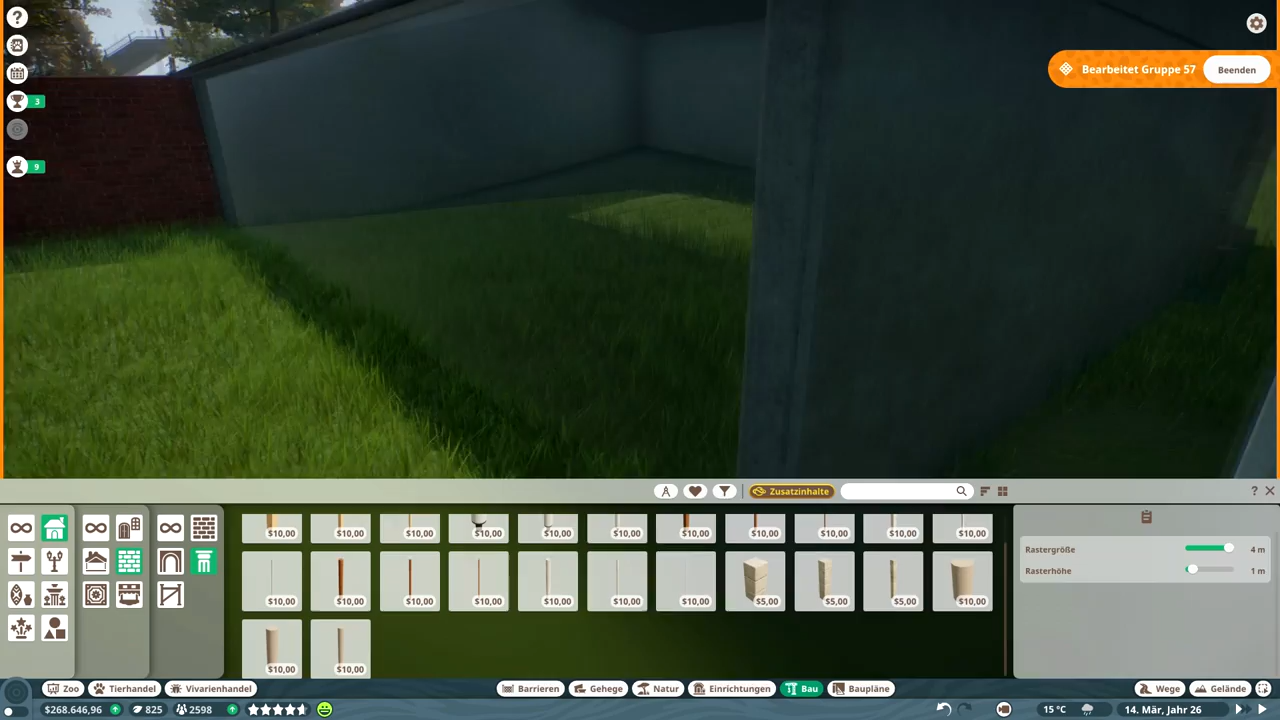 ?
Bearbeitet Gruppe 57
Beenden
3
9
Zusatzinhalte
?
$10,00 $10,00 $10,00 $10,00 $10,00 $10,00 $10,00 $10,00 $10,00 $10,00 $10,00
$10,00 $10,00 $10,00 $10,00 $10,00 $10,00 $10,00 $5,00 $5,00 $5,00 $10,00
$10,00 $10,00
Rastergröße 4 m
Rasterhöhe 1 m
Zoo Tierhandel Vivarienhandel Barrieren Gehege Natur Einrichtungen Bau Baupläne Wege Gelände
$268.646,96 825 2598 15 °C 14. Mär, Jahr 26